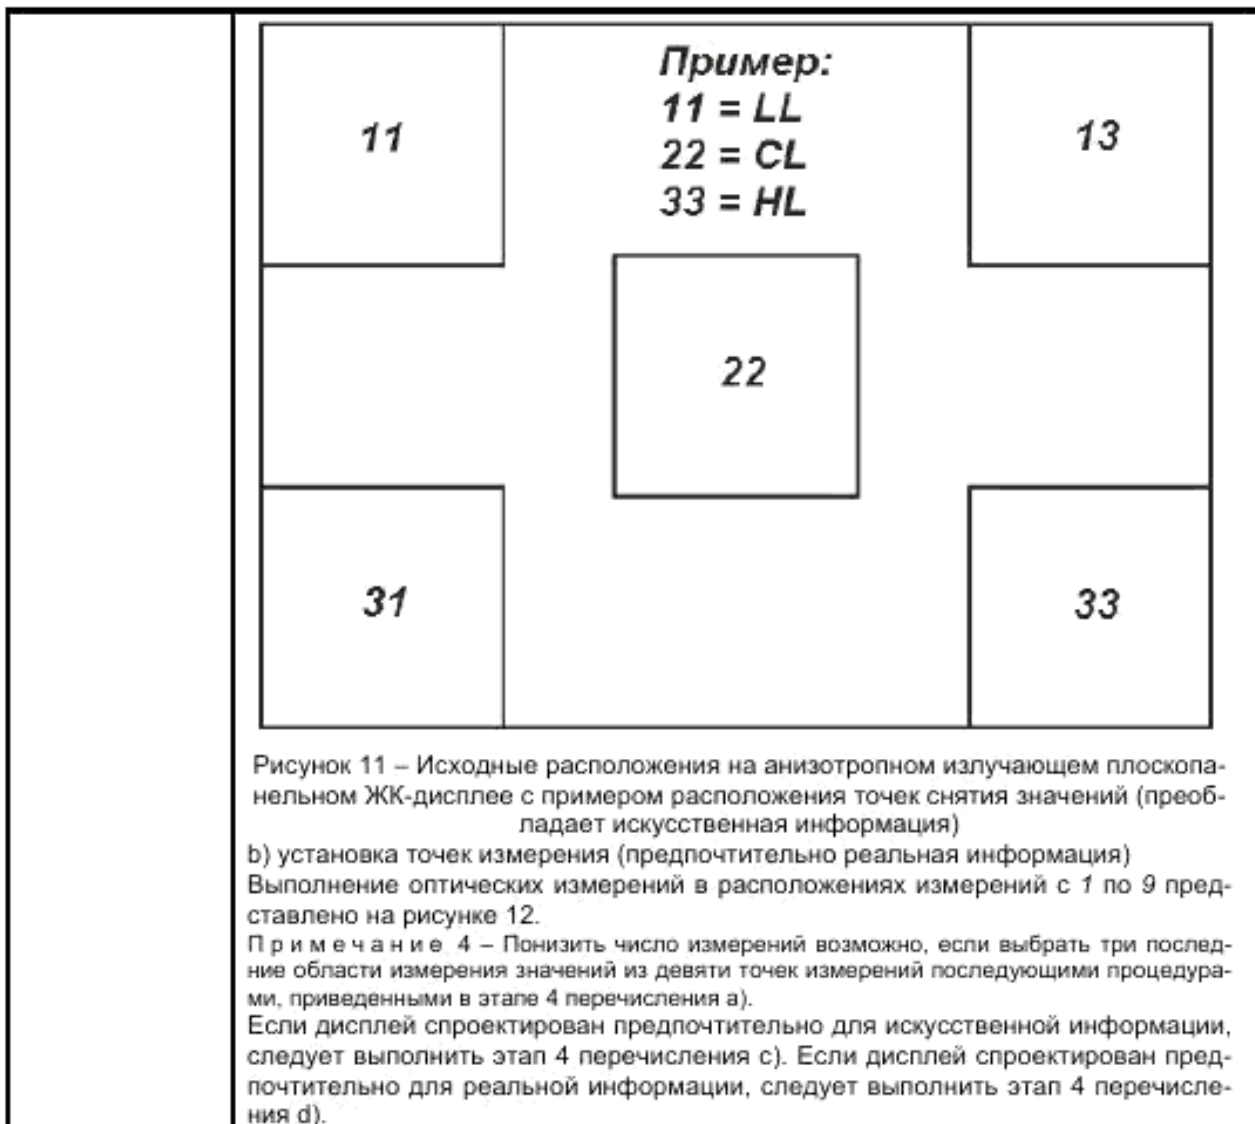 Пример:
11 = LL
22 = CL
33 = HL
11
13
22
31
33
Рисунок 11 – Исходные расположения на анизотропном излучающем плоскопа-
нельном ЖК-дисплее с примером расположения точек снятия значений (преоб-
ладает искусственная информация)
b) установка точек измерения (предпочтительно реальная информация)
Выполнение оптических измерений в расположениях измерений с 1 по 9 пред-
ставлено на рисунке 12.
П р и м е ч а н и е 4 – Понизить число измерений возможно, если выбрать три послед-
ние области измерения значений из девяти точек измерений последующими процедура-
ми, приведенными в этапе 4 перечисления а).
Если дисплей спроектирован предпочтительно для искусственной информации,
следует выполнить этап 4 перечисления с). Если дисплей спроектирован пред-
почтительно для реальной информации, следует выполнить этап 4 перечисле-
ния d).